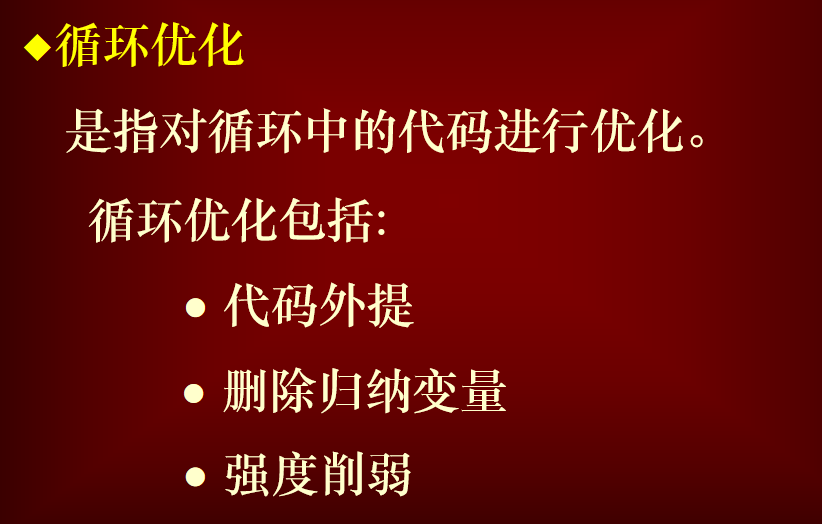 ◆循环优化
是指对循环中的代码进行优化。
循环优化包括:
• 代码外提
• 删除归纳变量
• 强度削弱